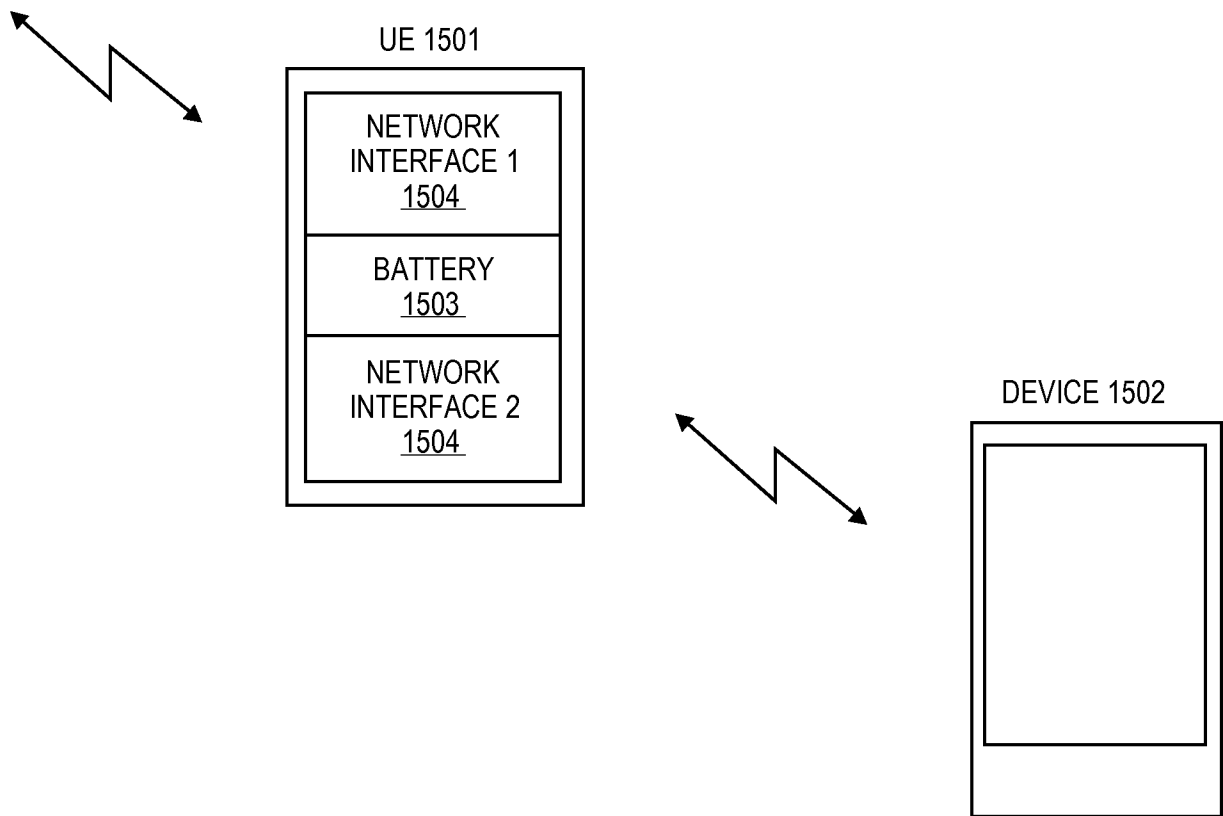 UE 1501
NETWORK
INTERFACE 1
1504
BATTERY
1503
NETWORK
INTERFACE 2
1504
DEVICE 1502